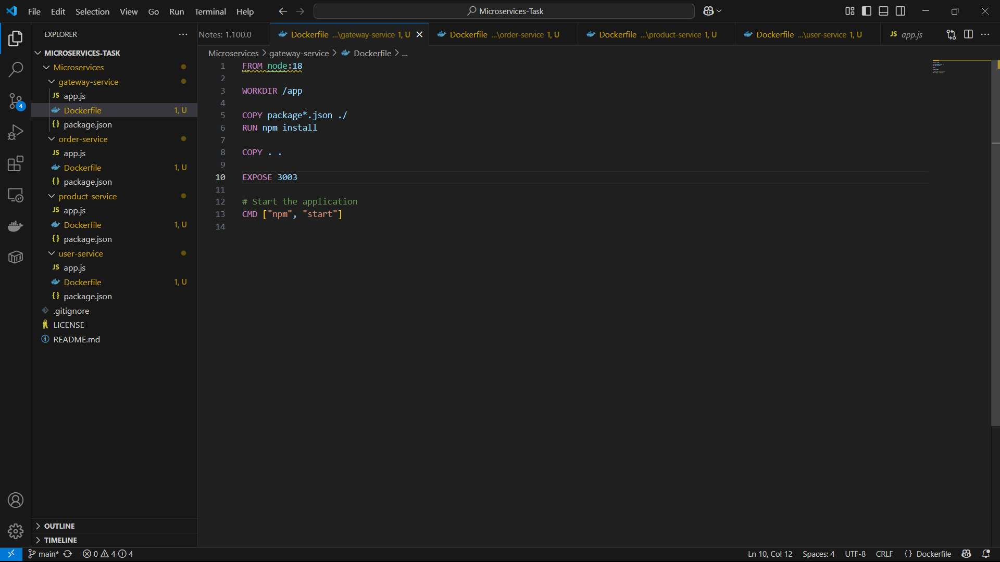 File Edit Selection View Go Run Terminal Help
Microservices-Task
EXPLORER
Notes: 1.100.0
Dockerfile ...\gateway-service 1, U
Dockerfile ...\order-service 1, U
Dockerfile ...\product-service 1, U
Dockerfile ...\user-service 1, U
JS app.js
MICROSERVICES-TASK
Microservices
gateway-service
JS app.js
Dockerfile 1, U
{} package.json
order-service
JS app.js
Dockerfile 1, U
{} package.json
product-service
JS app.js
Dockerfile 1, U
{} package.json
user-service
JS app.js
Dockerfile 1, U
{} package.json
.gitignore
LICENSE
README.md
OUTLINE
TIMELINE
4
Microservices > gateway-service > Dockerfile > ...
1 FROM node:18
2
3 WORKDIR /app
4
5 COPY package*.json ./
6 RUN npm install
7
8 COPY . .
9
10 EXPOSE 3003
11
12 # Start the application
13 CMD ["npm", "start"]
14
main* 0 4 4
Ln 10, Col 12 Spaces: 4 UTF-8 CRLF {} Dockerfile